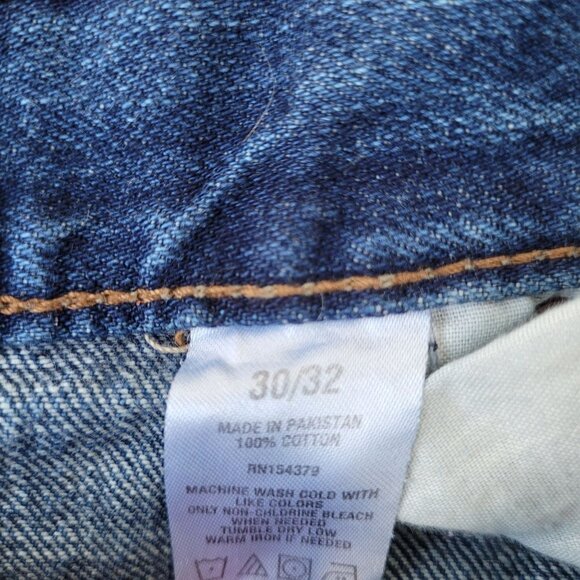 30/32
MADE IN PAKISTAN
100% COTTON
RN154379
MACHINE WASH COLD WITH
LIKE COLORS
ONLY NON-CHLORINE BLEACH
WHEN NEEDED
TUMBLE DRY LOW
WARM IRON IF NEEDED